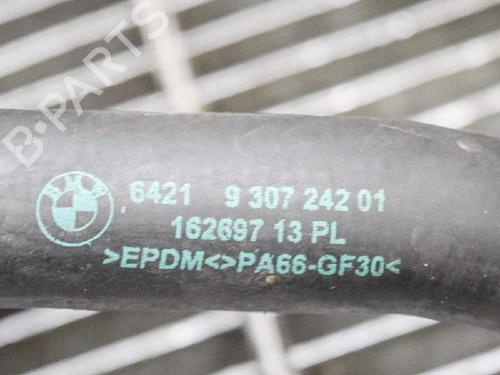 B-PARTS
BMW
6421 9 307 242 01
162697 13 PL
>EPDM<>PA66-GF30<